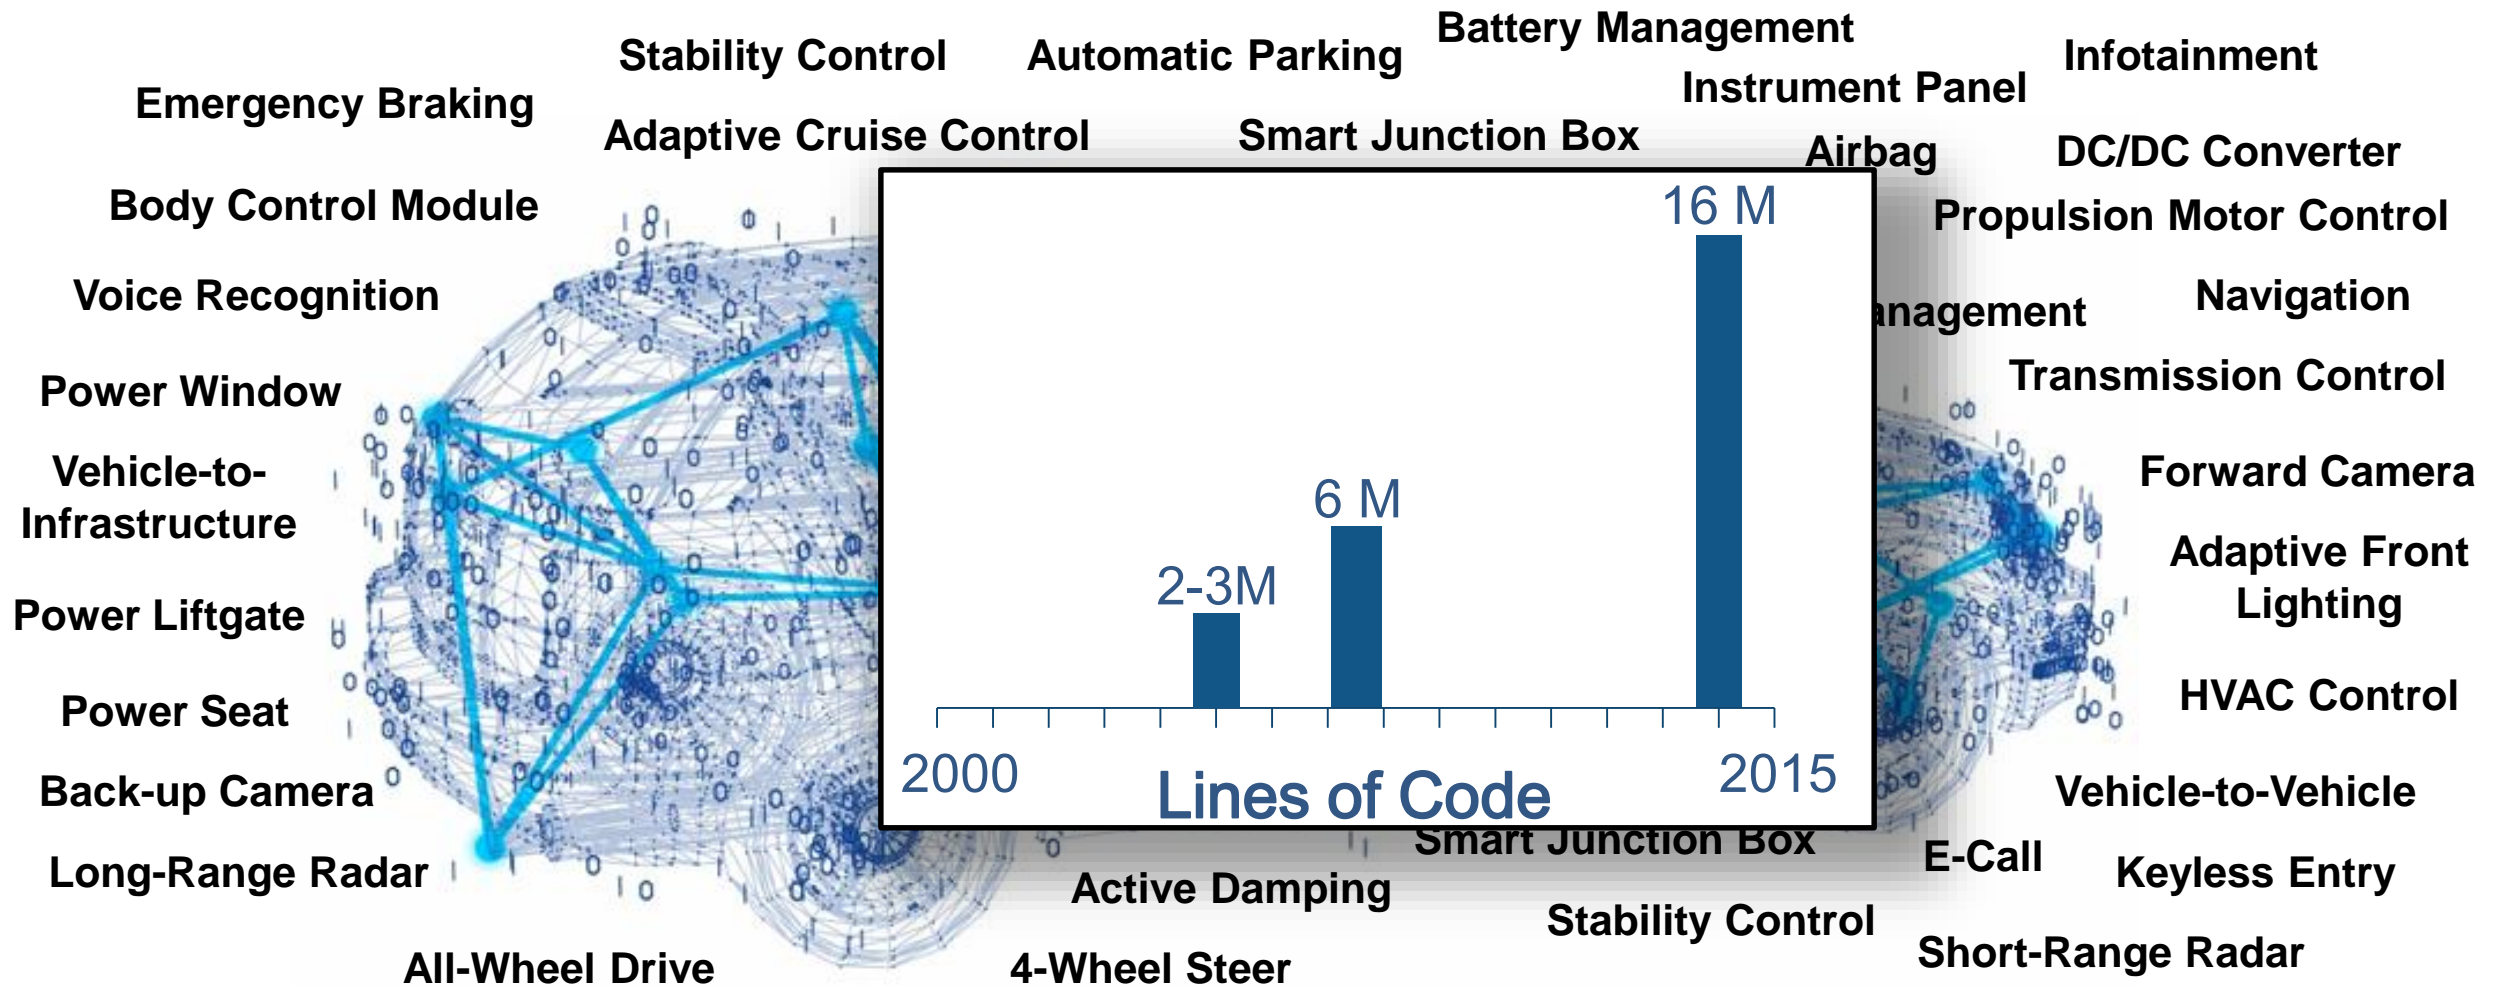 Battery Management
Stability Control
Automatic Parking
Infotainment
Instrument Panel
Emergency Braking
Adaptive Cruise Control
Smart Junction Box
Airbag
DC/DC Converter
Body Control Module
16 M
Propulsion Motor Control
Voice Recognition
Navigation
Power Window
Transmission Control
Vehicle-to-
Infrastructure
Forward Camera
6 M
Adaptive Front
Lighting
2-3M
Power Liftgate
HVAC Control
Power Seat
2000
2015
Lines of Code
Back-up Camera
Vehicle-to-Vehicle
Smart Junction Box
E-Call
Long-Range Radar
Keyless Entry
Active Damping
Stability Control
Short-Range Radar
All-Wheel Drive
4-Wheel Steer